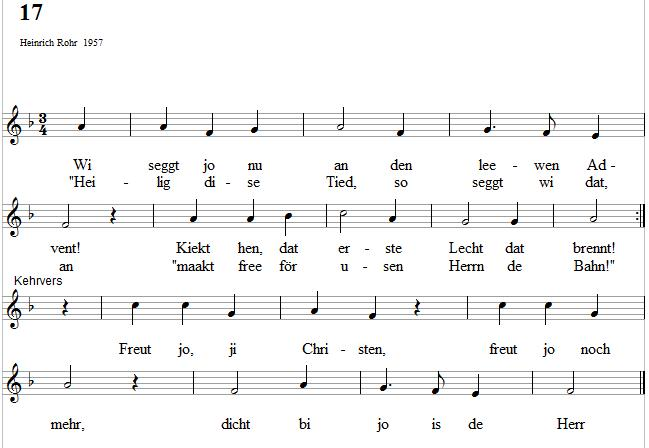 17
Heinrich Rohr 1957
3
4
Wi seggt jo nu an den lee - wen Ad -
"Hei - lig di - se Tied, so seggt wi dat,
vent! Kiekt hen, dat er - ste Lecht dat brennt!
an "maakt free för u - sen Herrn de Bahn!"
Kehrvers
Freut jo, ji Chri - sten, freut jo noch
mehr, dicht bi jo is de Herr